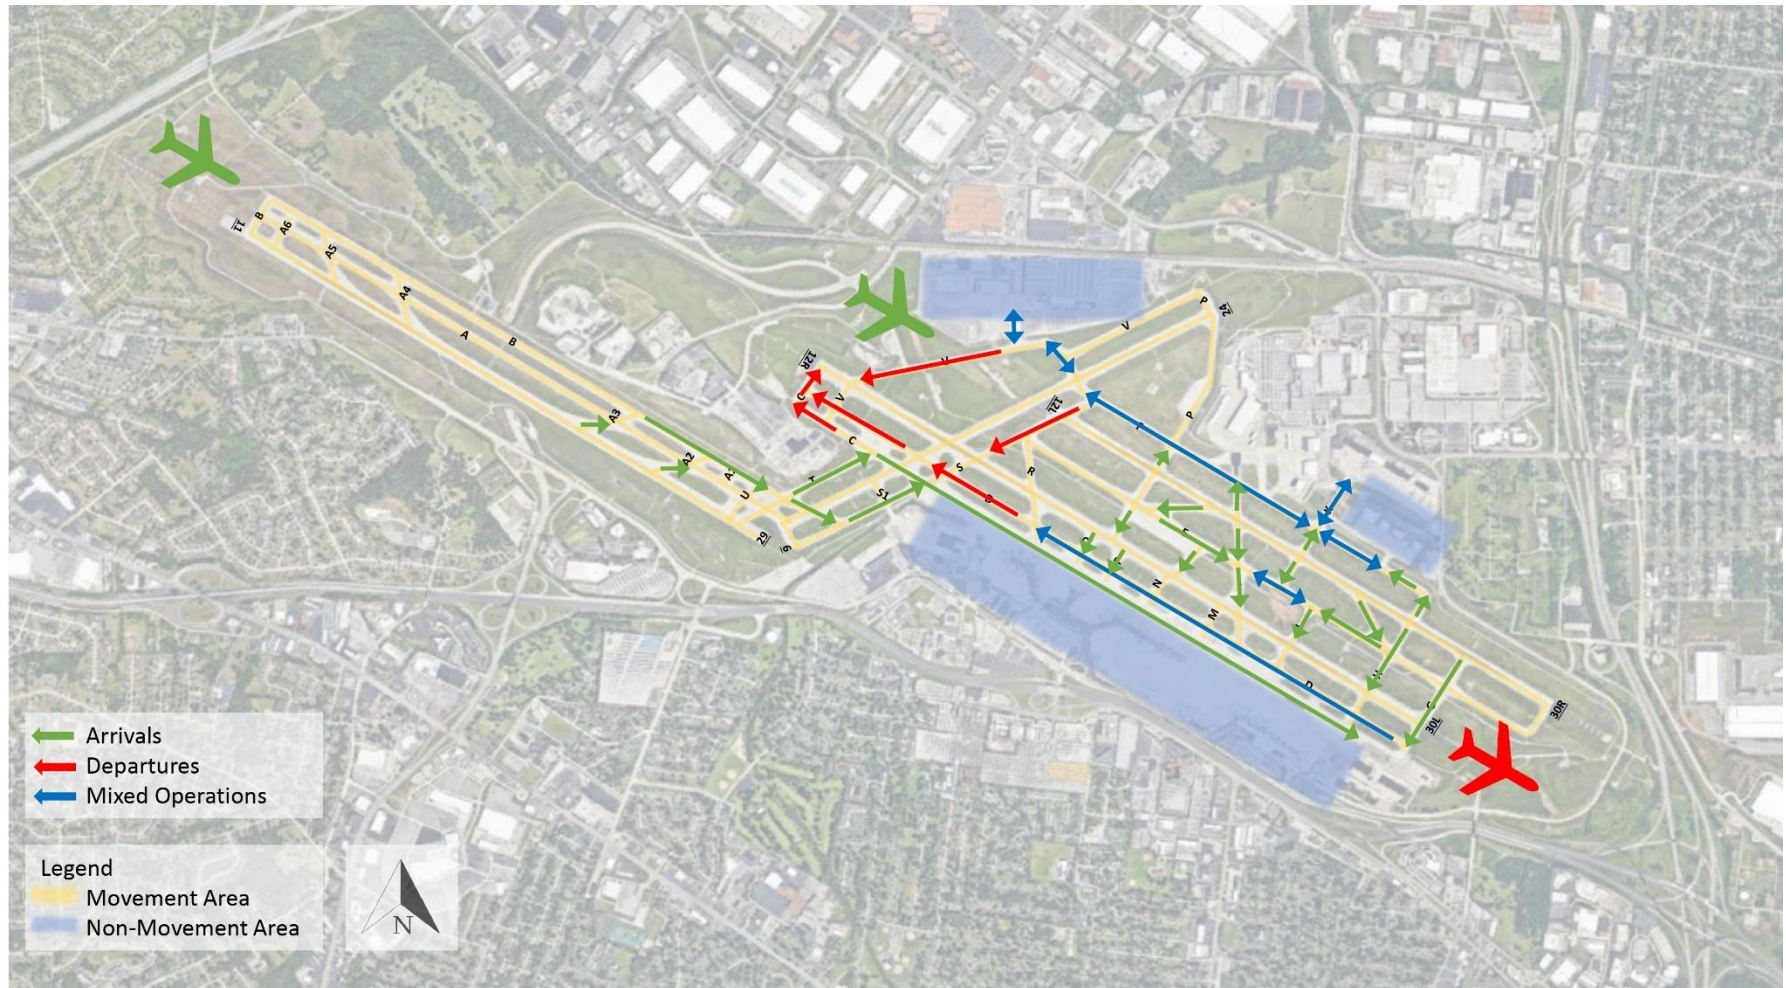 11
B
A6
A5
A4
A
B
A3
A2
U
29
6
S1
12R
V
C
V
P
24
12L
P
S
R
N
M
D
30L
30R
Arrivals
Departures
Mixed Operations
Legend
Movement Area
Non-Movement Area
N